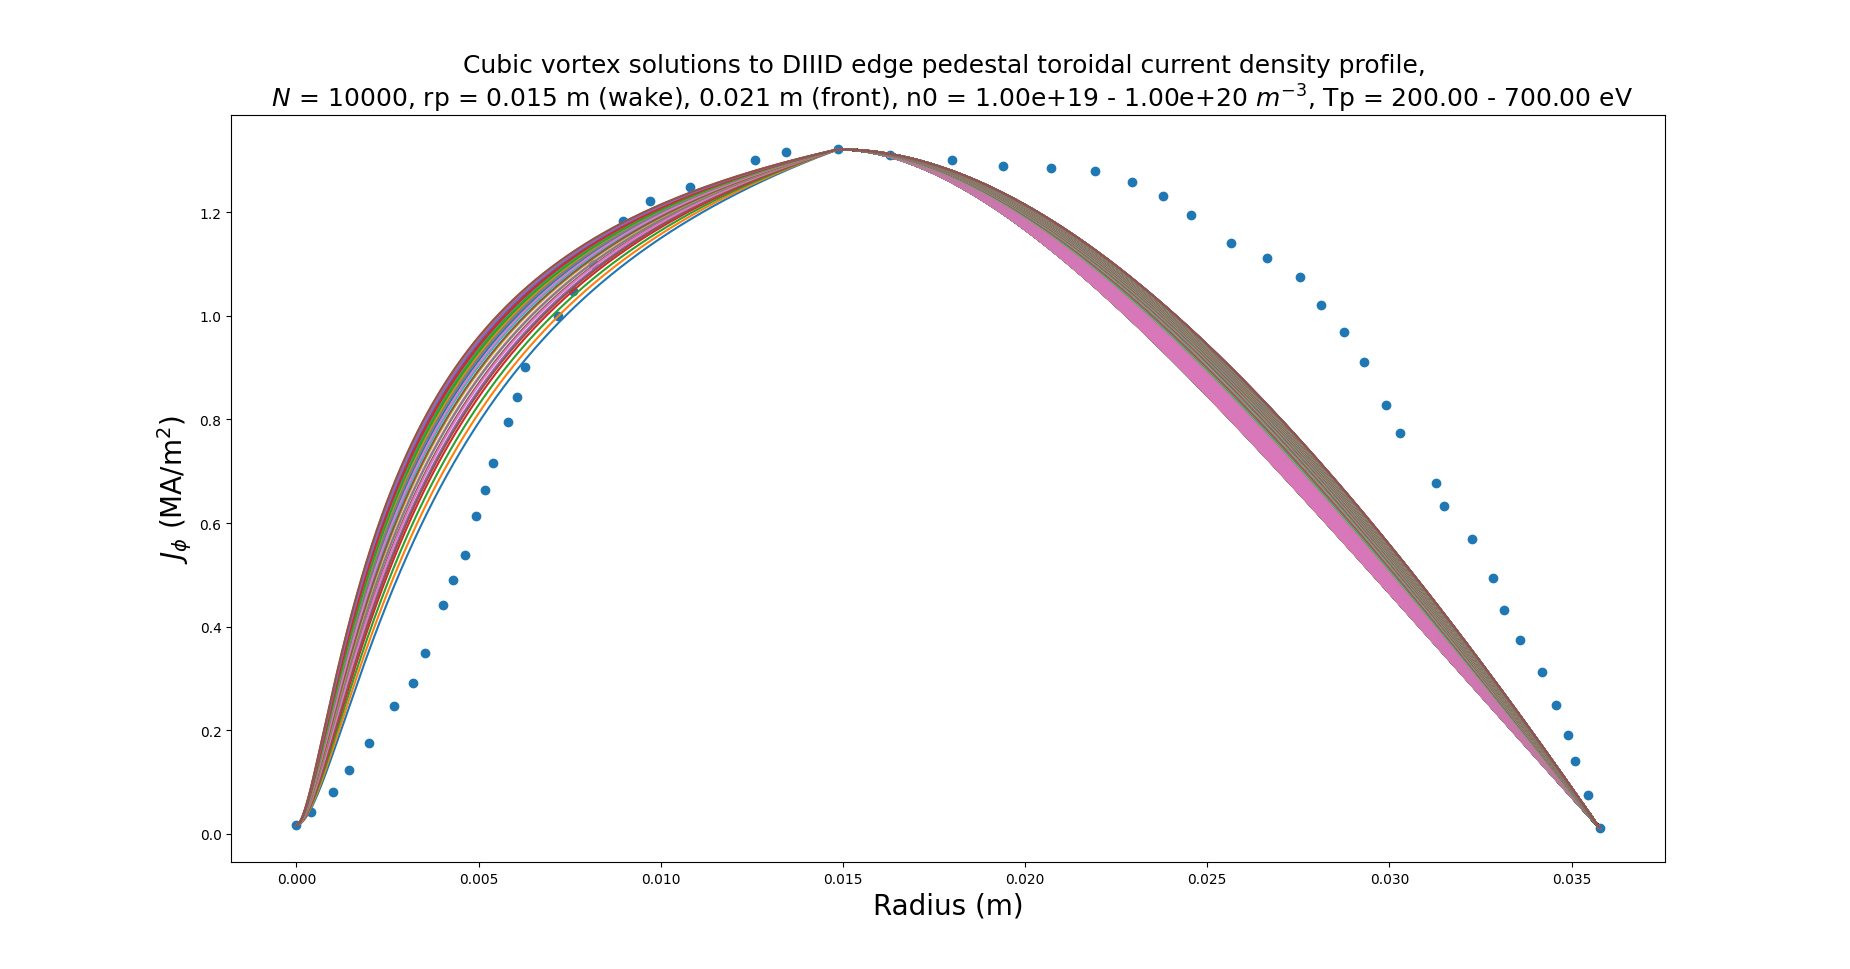 Cubic vortex solutions to DIIID edge pedestal toroidal current density profile,
N = 10000, rp = 0.015 m (wake), 0.021 m (front), n0 = 1.00e+19 - 1.00e+20 m⁻³, Tp = 200.00 - 700.00 eV
J_ϕ (MA/m²)
1.2
1.0
0.8
0.6
0.4
0.2
0.0
0.000 0.005 0.010 0.015 0.020 0.025 0.030 0.035
Radius (m)